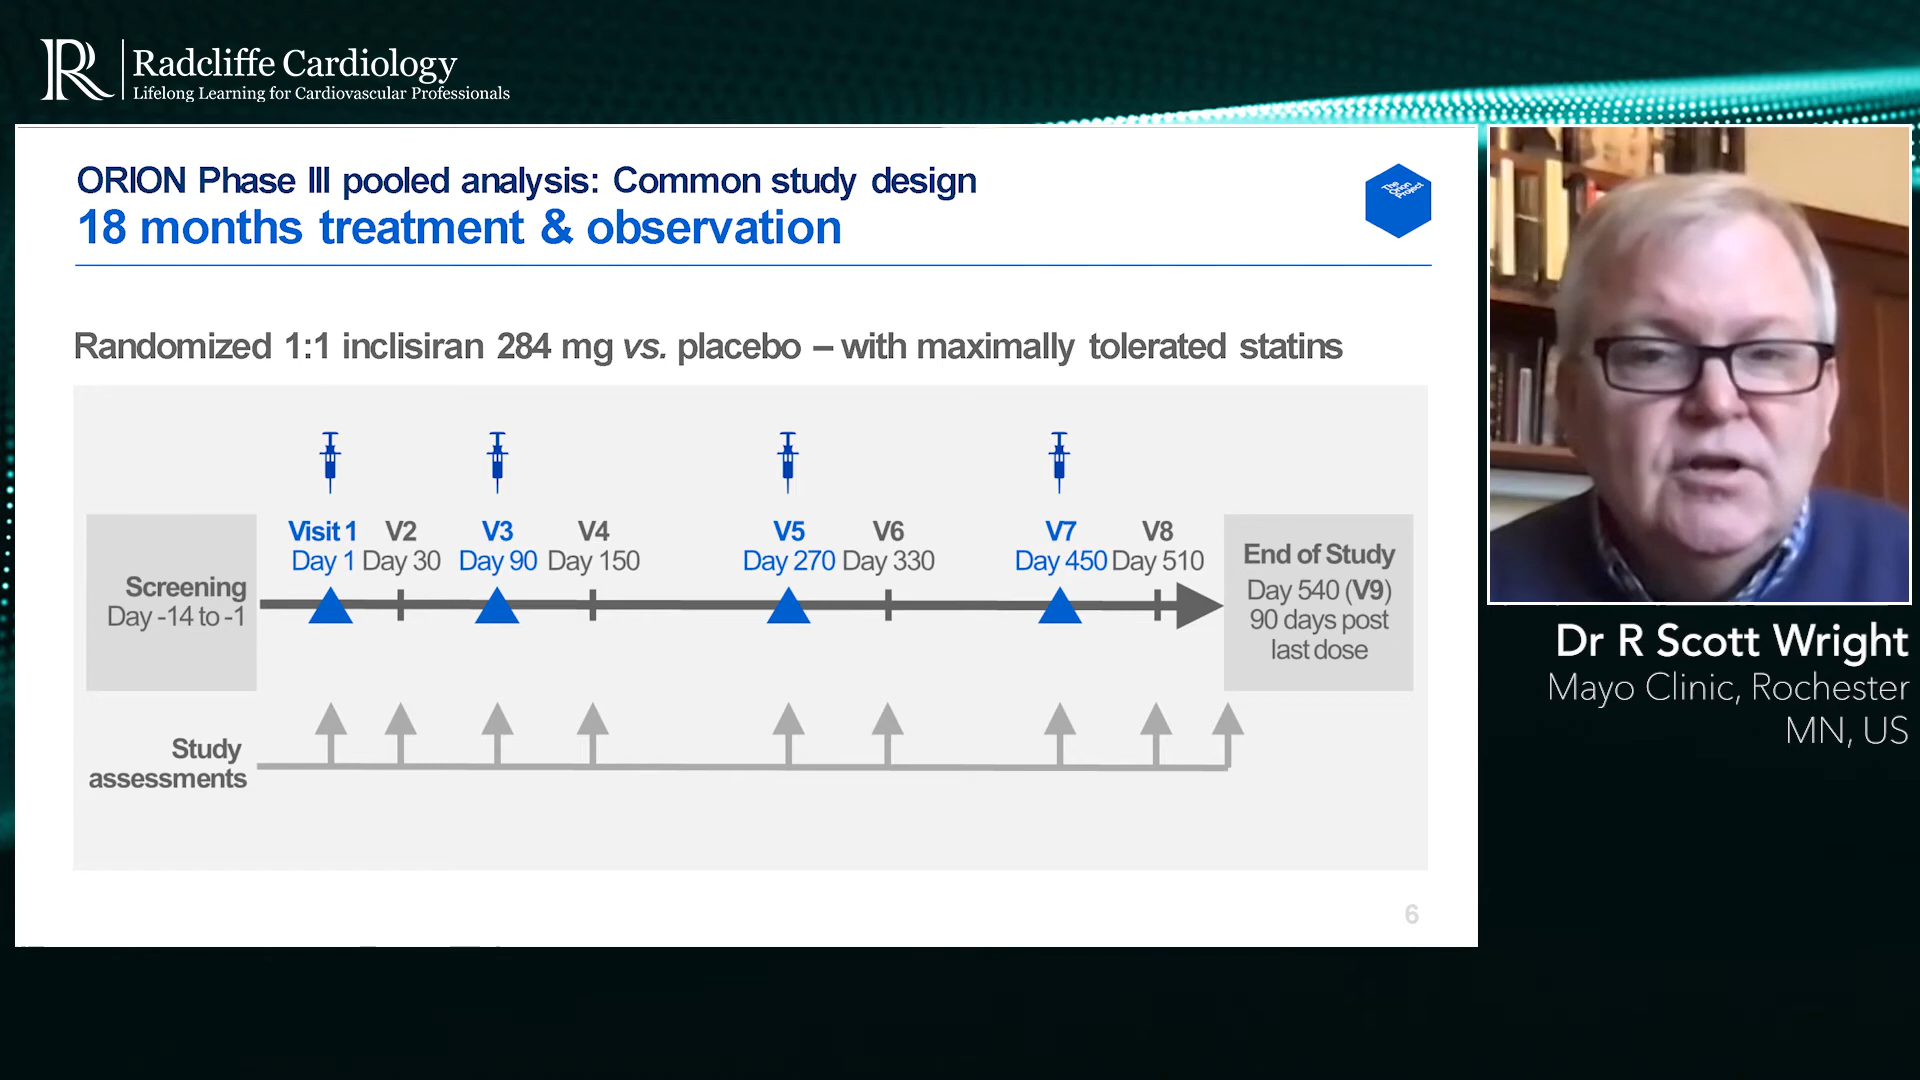 Radcliffe Cardiology
Lifelong Learning for Cardiovascular Professionals
ORION Phase III pooled analysis: Common study design
18 months treatment & observation
The
Orion
Project
Randomized 1:1 inclisiran 284 mg vs. placebo – with maximally tolerated statins
Screening
Day -14 to -1
Visit 1
Day 1
V2
Day 30
V3
Day 90
V4
Day 150
V5
Day 270
V6
Day 330
V7
Day 450
V8
Day 510
End of Study
Day 540 (V9)
90 days post
last dose
Study
assessments
6
Dr R Scott Wright
Mayo Clinic, Rochester
MN, US